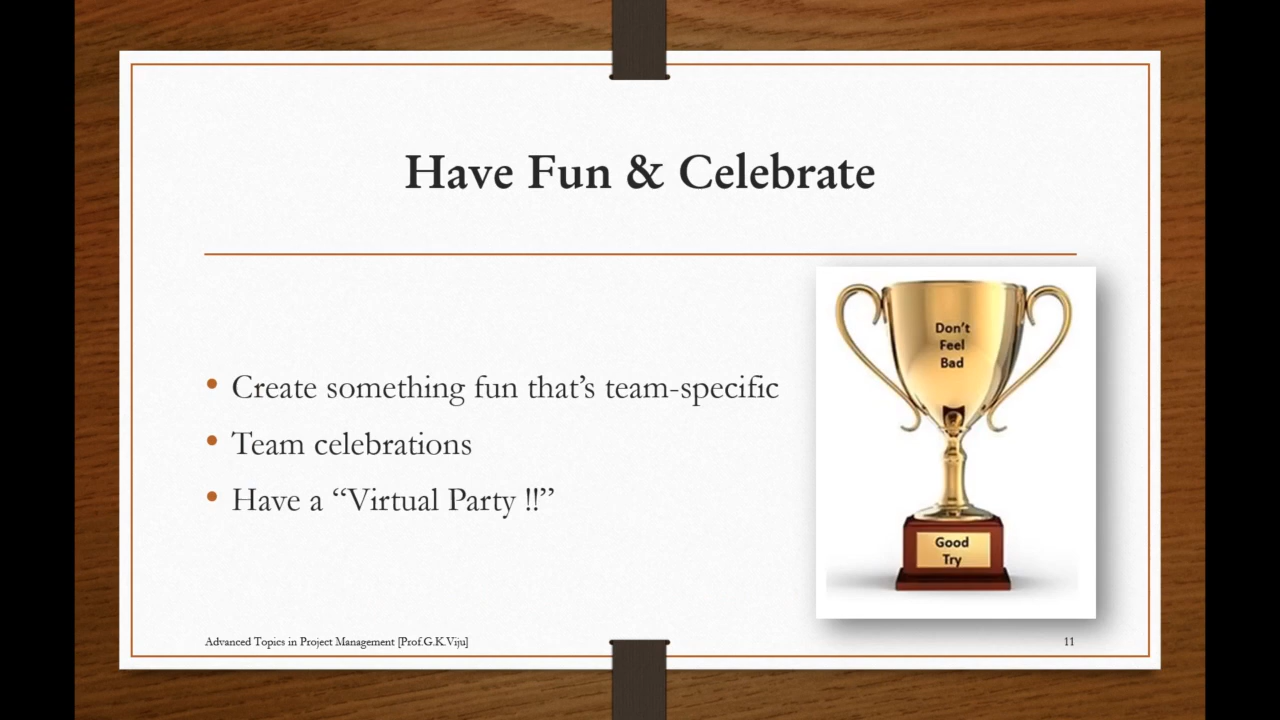 Have Fun & Celebrate
• Create something fun that’s team-specific
• Team celebrations
• Have a “Virtual Party !!”
Don’t
Feel
Bad
Good
Try
Advanced Topics in Project Management [Prof.G.K.Viju]
11